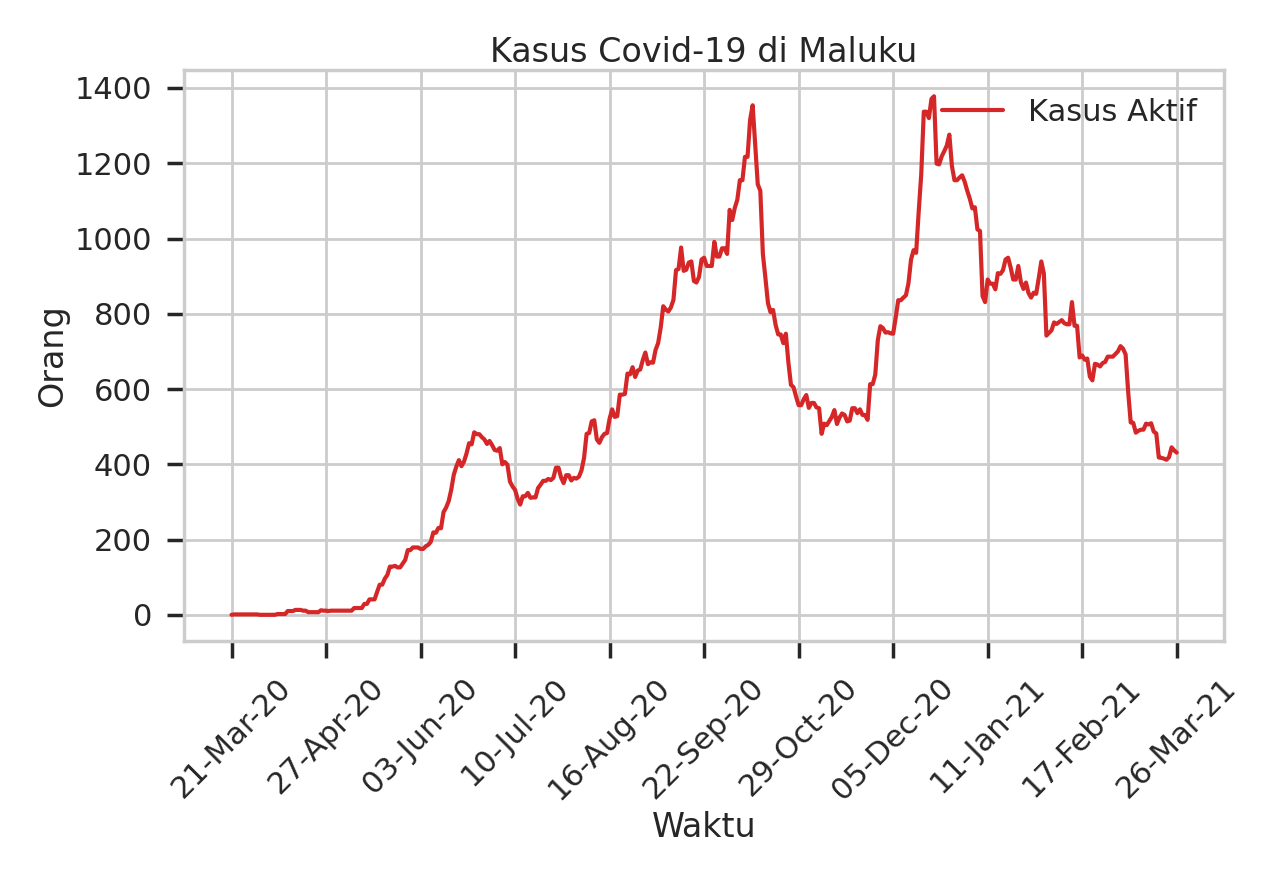 Kasus Covid-19 di Maluku
Kasus Aktif
Orang
1400
1200
1000
800
600
400
200
0
21-Mar-20
27-Apr-20
03-Jun-20
10-Jul-20
16-Aug-20
22-Sep-20
29-Oct-20
05-Dec-20
11-Jan-21
17-Feb-21
26-Mar-21
Waktu